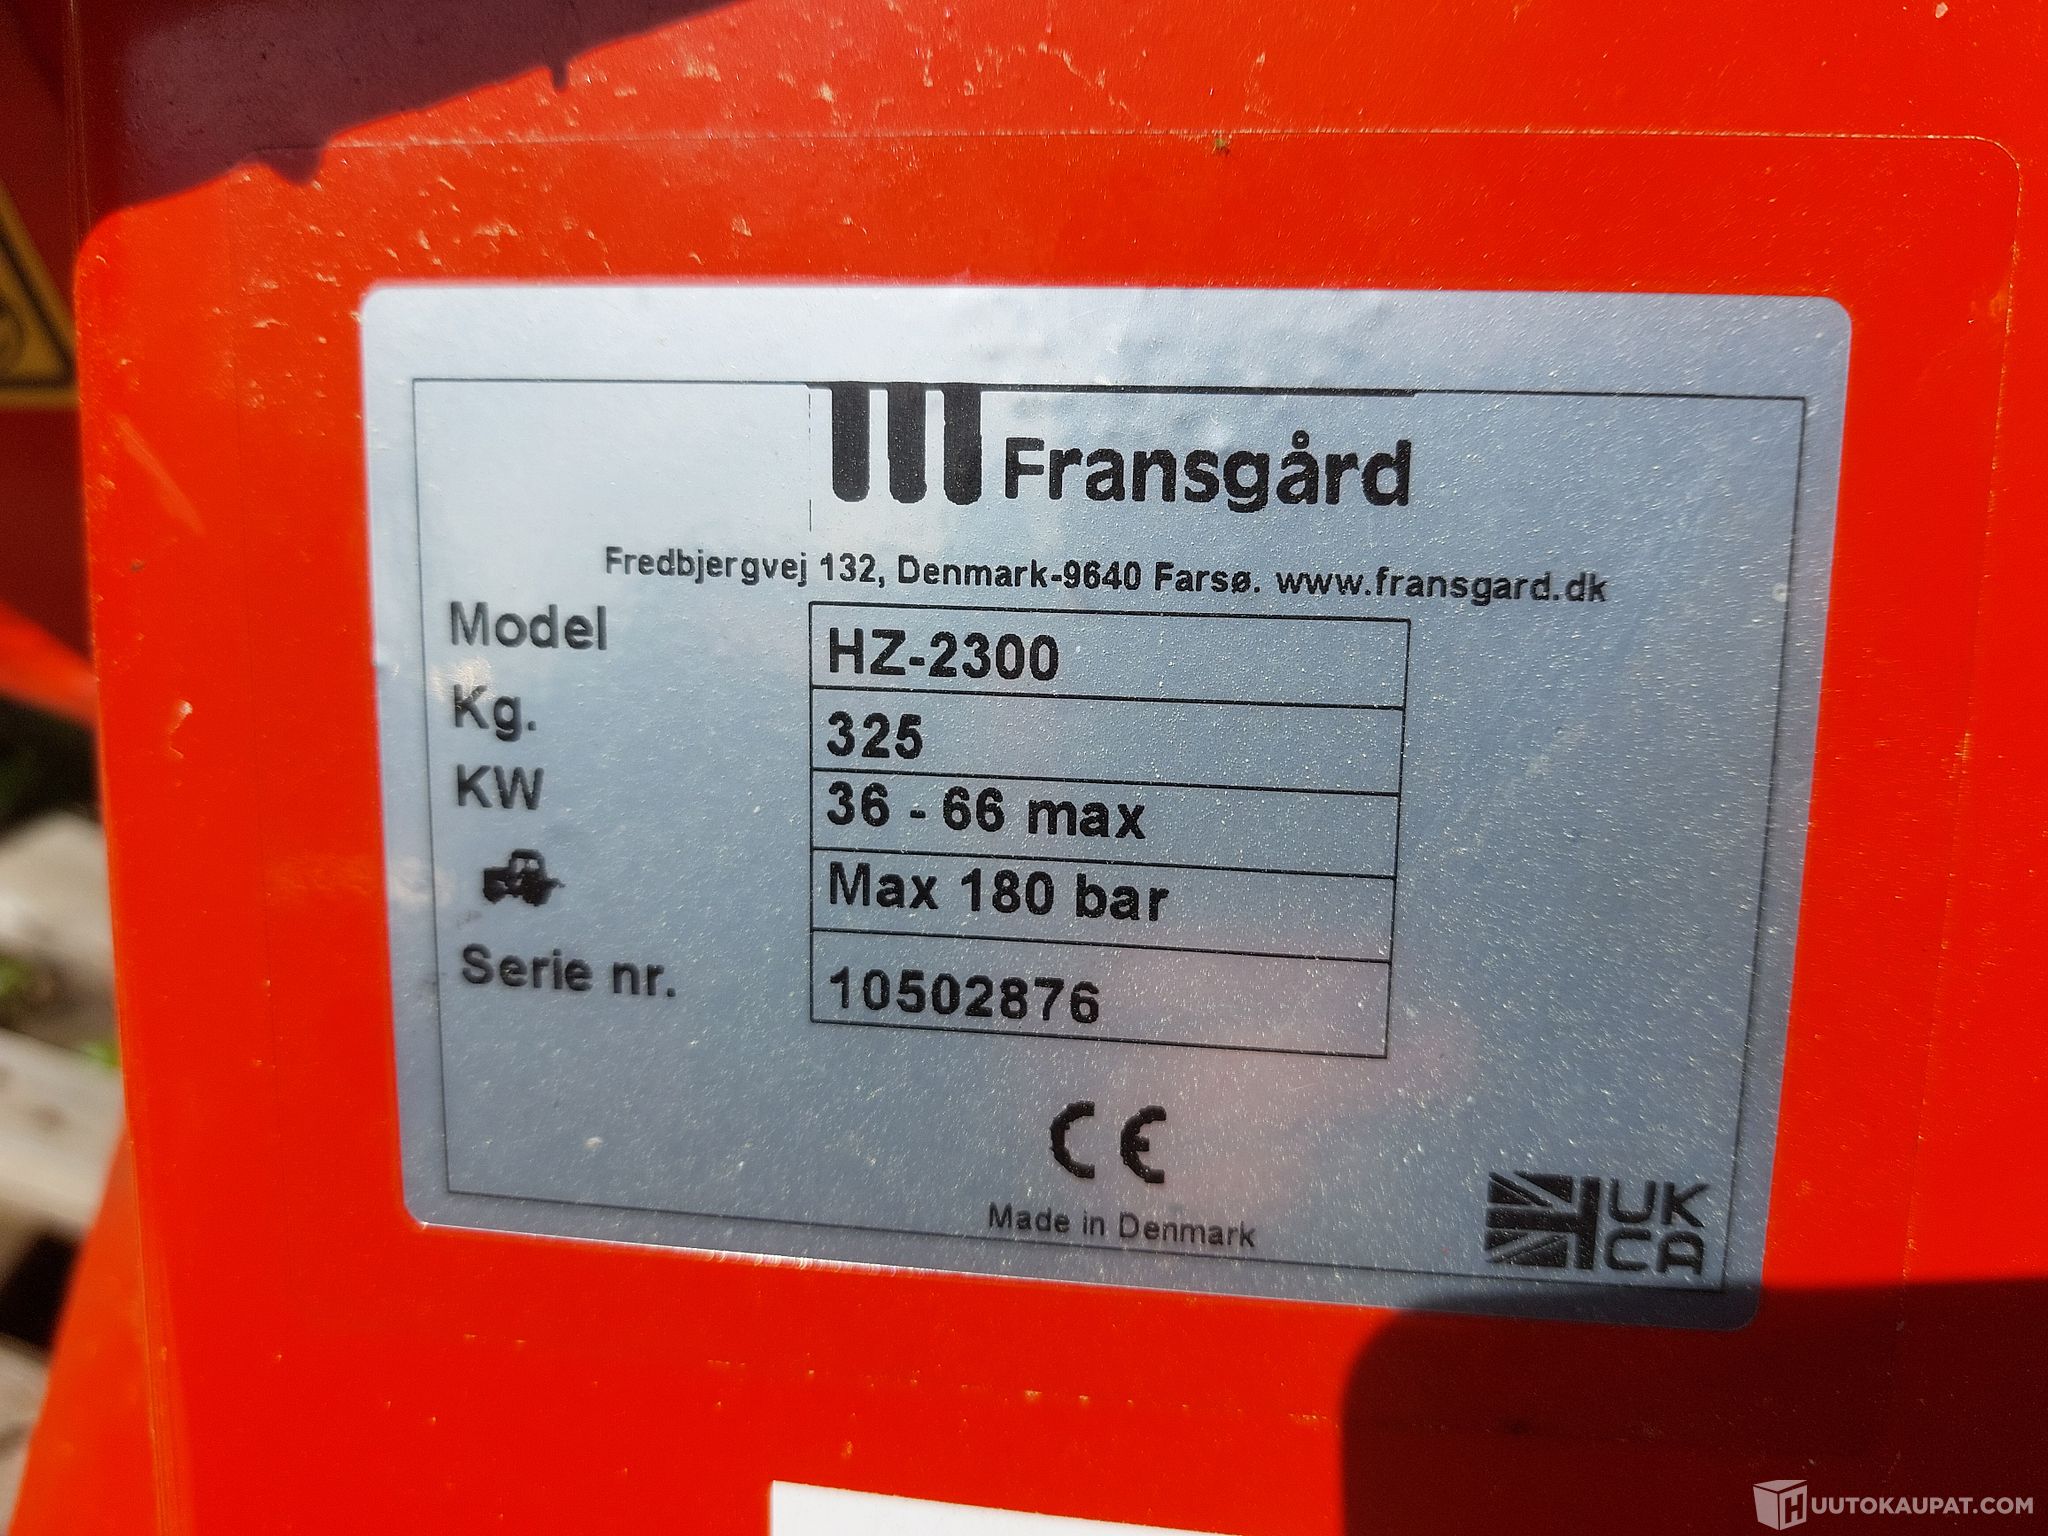 Fransgård
Fredbjergvej 132, Denmark-9640 Farsø. www.fransgard.dk
Model HZ-2300
Kg. 325
KW 36 - 66 max
Max 180 bar
Serie nr. 10502876
CE
Made in Denmark
UK
CA
HUUTOKAUPAT.COM